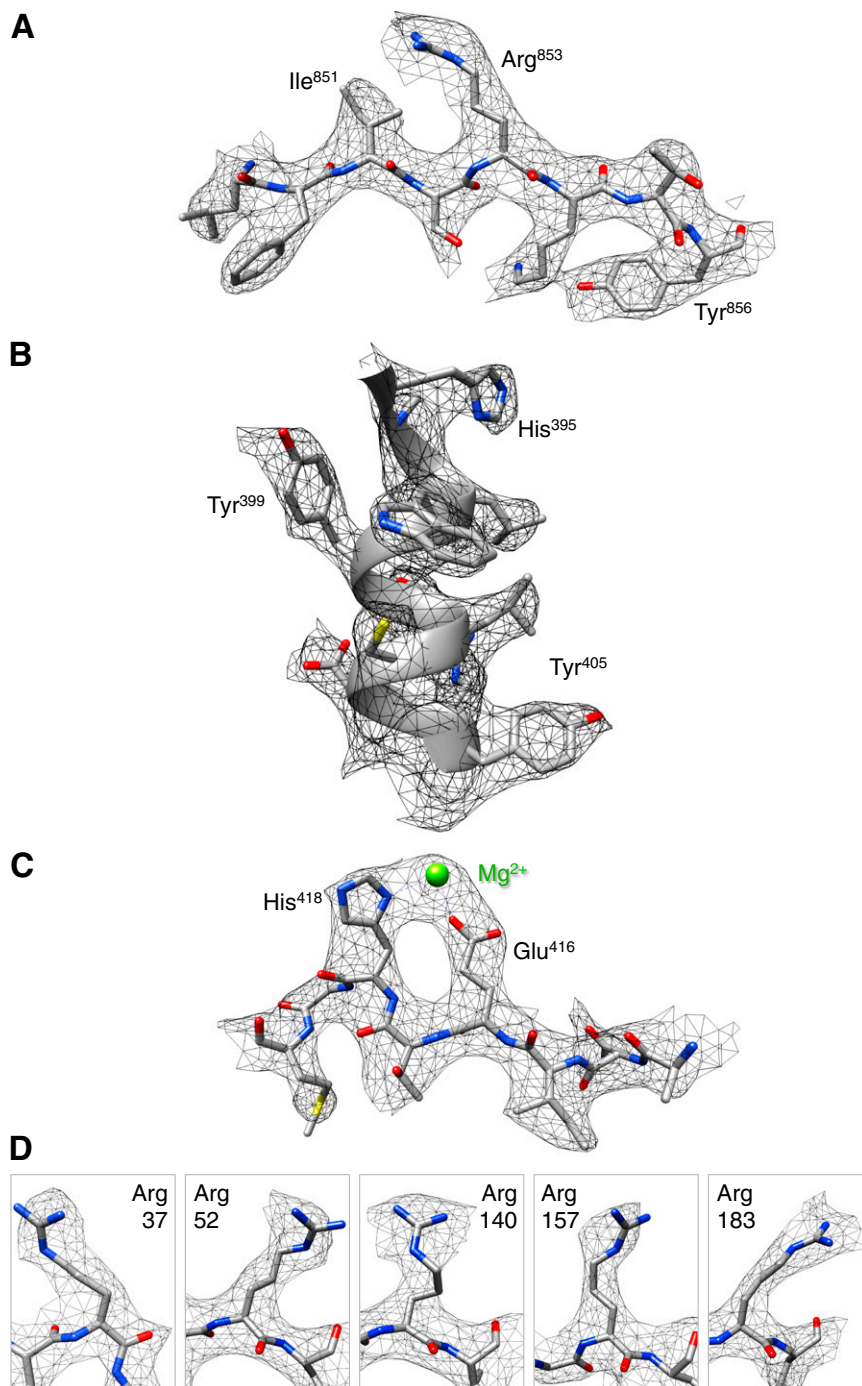 A
Ile851
Arg853
Tyr856
B
His395
Tyr399
Tyr405
C
His418
Mg2+
Glu416
D
Arg
37
Arg
52
Arg
140
Arg
157
Arg
183